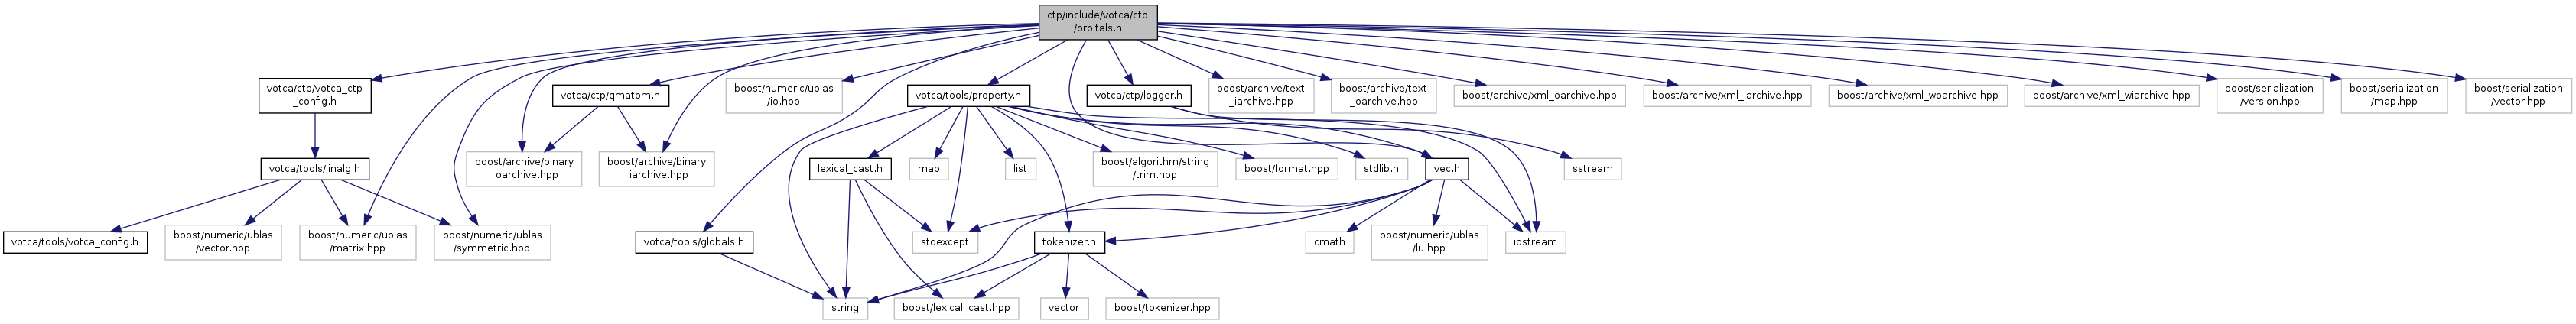 ctp/include/votca/ctp
/orbitals.h
votca/ctp/votca_ctp
_config.h
votca/ctp/qmatom.h
boost/numeric/ublas
/io.hpp
votca/tools/property.h
votca/ctp/logger.h
boost/archive/text
_iarchive.hpp
boost/archive/text
_oarchive.hpp
boost/archive/xml_oarchive.hpp
boost/archive/xml_iarchive.hpp
boost/archive/xml_woarchive.hpp
boost/archive/xml_wiarchive.hpp
boost/serialization
/version.hpp
boost/serialization
/map.hpp
boost/serialization
/vector.hpp
votca/tools/linalg.h
boost/archive/binary
_oarchive.hpp
boost/archive/binary
_iarchive.hpp
lexical_cast.h
map
list
boost/algorithm/string
/trim.hpp
boost/format.hpp
stdlib.h
vec.h
sstream
votca/tools/votca_config.h
boost/numeric/ublas
/vector.hpp
boost/numeric/ublas
/matrix.hpp
boost/numeric/ublas
/symmetric.hpp
votca/tools/globals.h
stdexcept
tokenizer.h
cmath
boost/numeric/ublas
/lu.hpp
iostream
string
boost/lexical_cast.hpp
vector
boost/tokenizer.hpp